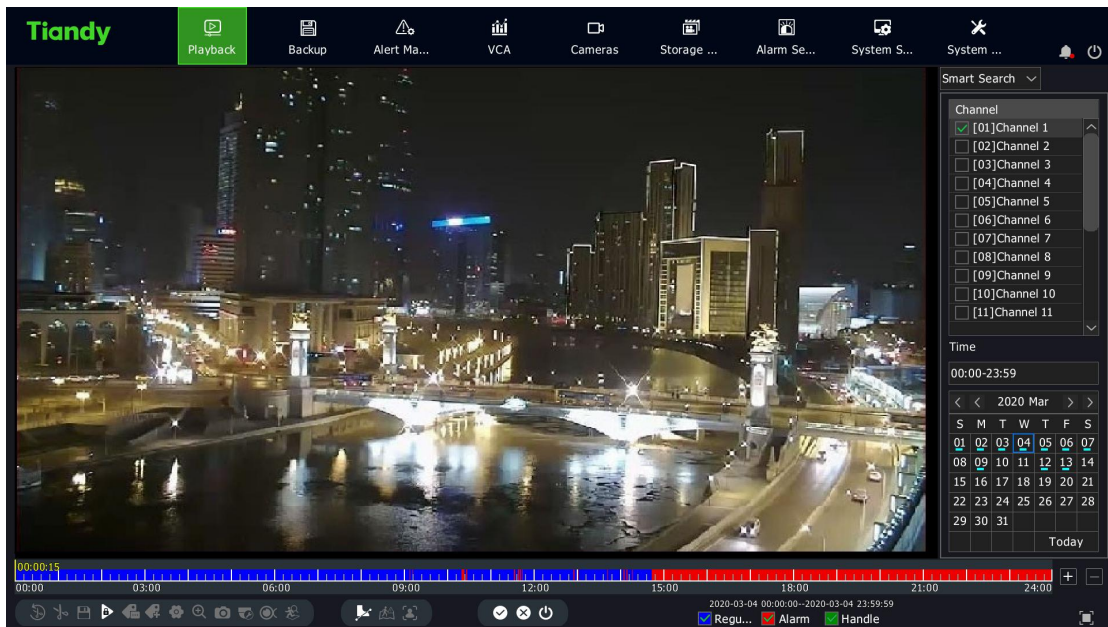 Tiandy
Playback
Backup
Alert Ma...
VCA
Cameras
Storage ...
Alarm Se...
System S...
System ...
Smart Search
Channel
[01]Channel 1
[02]Channel 2
[03]Channel 3
[04]Channel 4
[05]Channel 5
[06]Channel 6
[07]Channel 7
[08]Channel 8
[09]Channel 9
[10]Channel 10
[11]Channel 11
Time
00:00-23:59
2020 Mar
S M T W T F S
01 02 03 04 05 06 07
08 09 10 11 12 13 14
15 16 17 18 19 20 21
22 23 24 25 26 27 28
29 30 31
Today
00:00:15
00:00 03:00 06:00 09:00 12:00 15:00 18:00 21:00 24:00
2020-03-04 00:00:00--2020-03-04 23:59:59
Regu... Alarm Handle